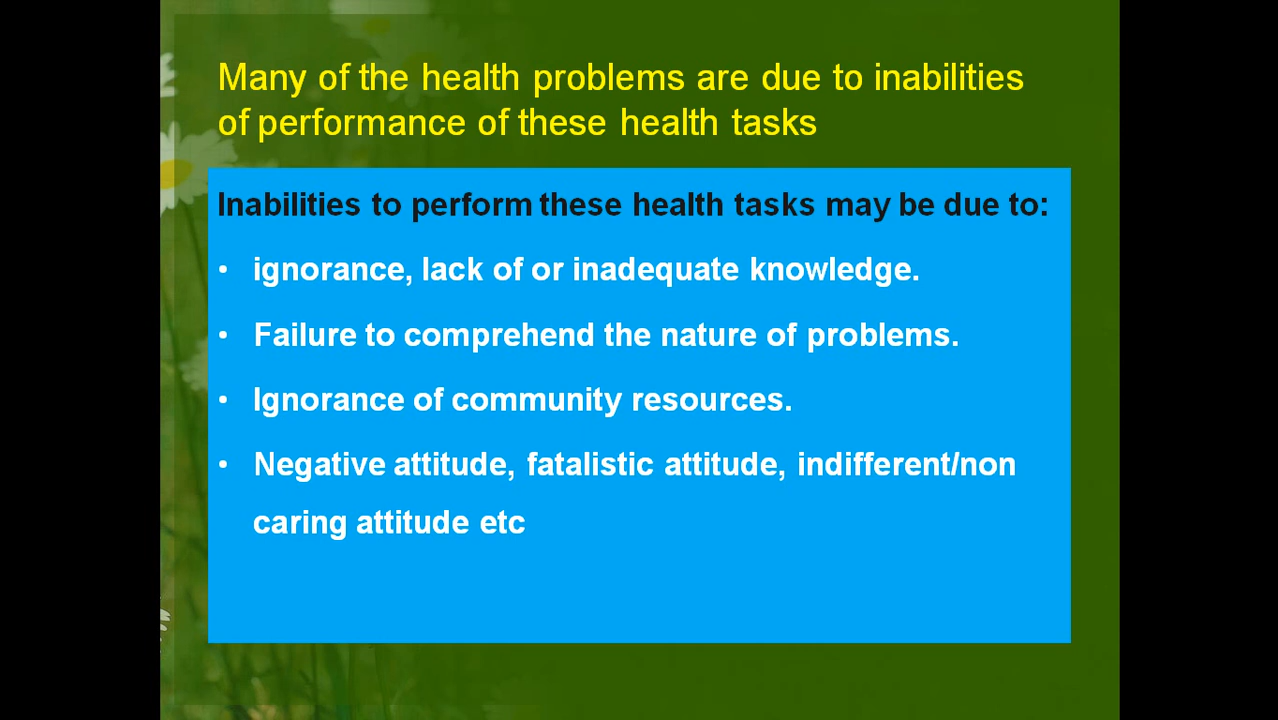 Many of the health problems are due to inabilities
of performance of these health tasks
Inabilities to perform these health tasks may be due to:
• ignorance, lack of or inadequate knowledge.
• Failure to comprehend the nature of problems.
• Ignorance of community resources.
• Negative attitude, fatalistic attitude, indifferent/non
caring attitude etc